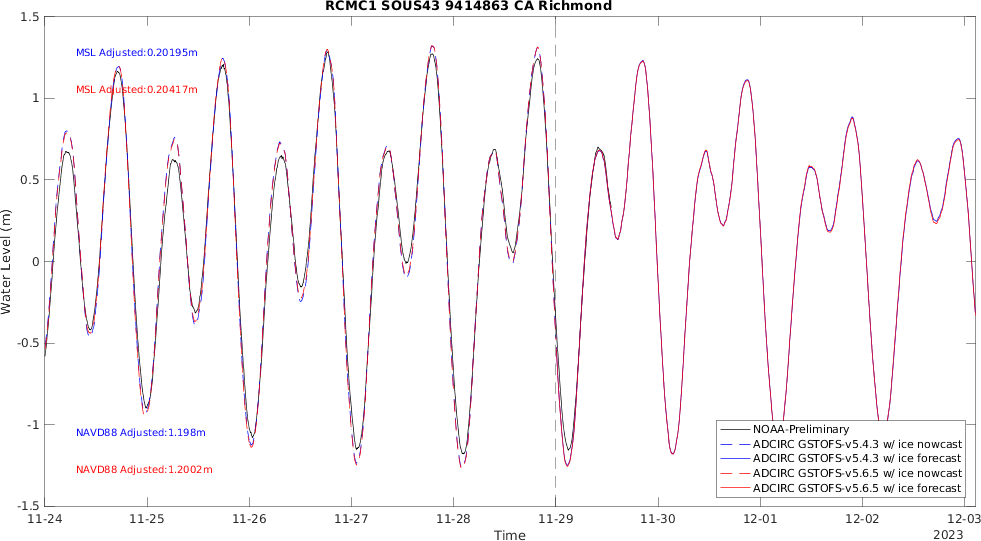 RCMC1 SOUS43 9414863 CA Richmond
1.5
1
0.5
0
-0.5
-1
-1.5
Water Level (m)
MSL Adjusted:0.20195m
MSL Adjusted:0.20417m
NAVD88 Adjusted:1.198m
NAVD88 Adjusted:1.2002m
NOAA-Preliminary
ADCIRC GSTOFS-v5.4.3 w/ ice nowcast
ADCIRC GSTOFS-v5.4.3 w/ ice forecast
ADCIRC GSTOFS-v5.6.5 w/ ice nowcast
ADCIRC GSTOFS-v5.6.5 w/ ice forecast
11-24 11-25 11-26 11-27 11-28 11-29 11-30 12-01 12-02 12-03
Time
2023